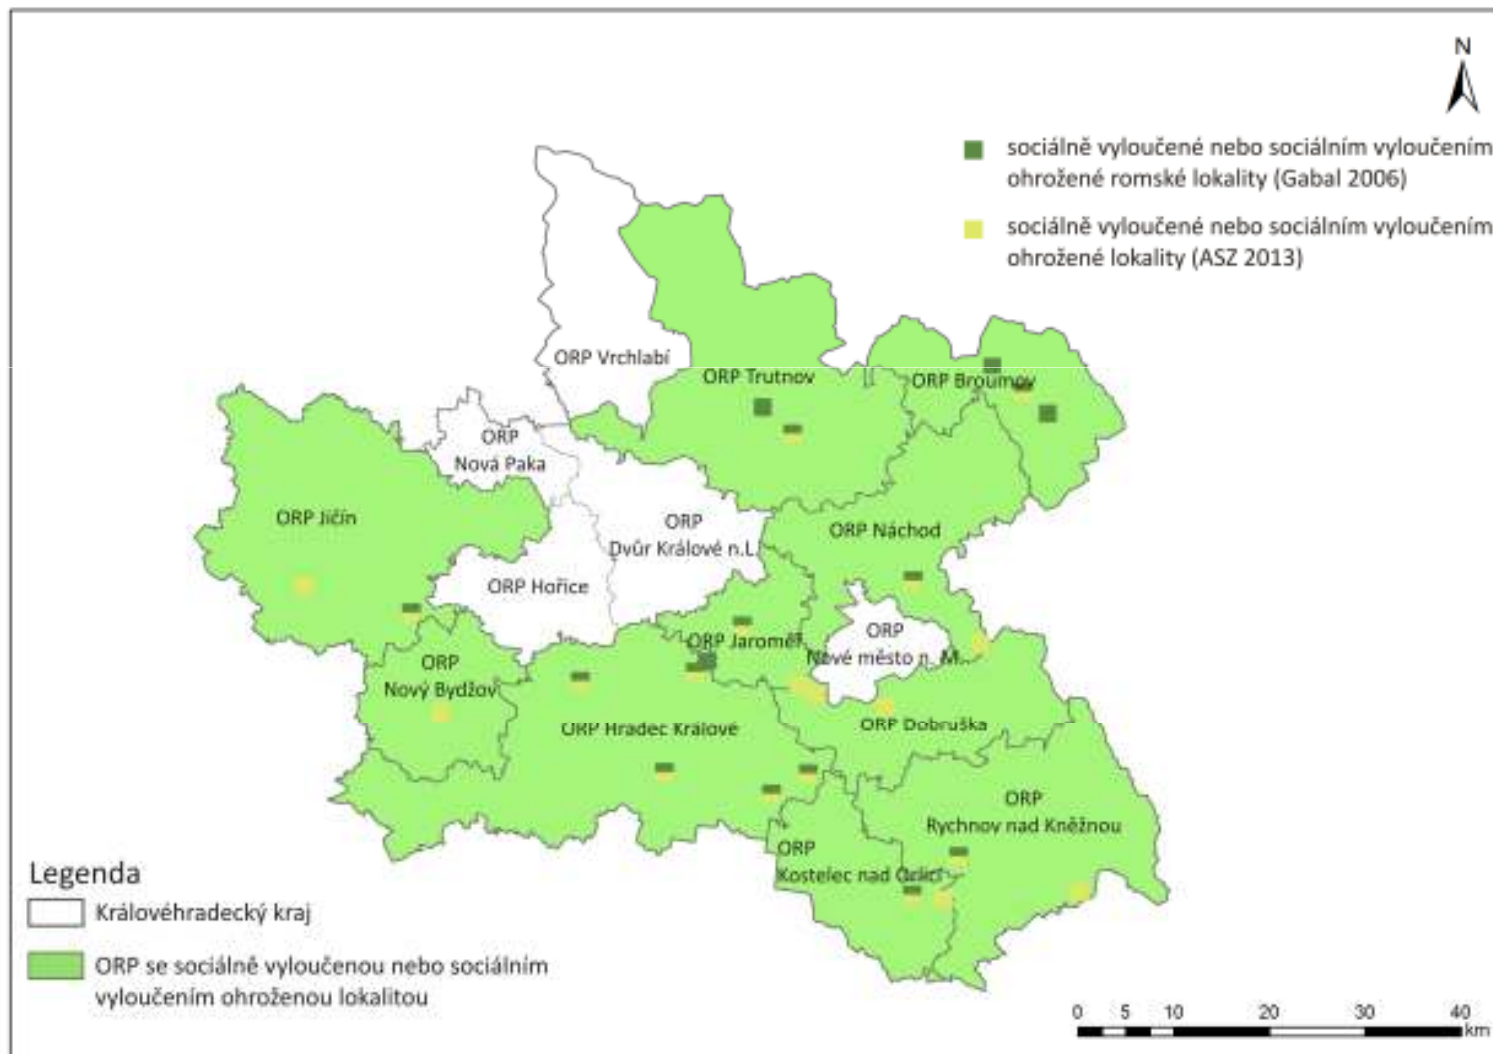 N
sociálně vyloučené nebo sociálním vyloučením
ohrožené romské lokality (Gabal 2006)
sociálně vyloučené nebo sociálním vyloučením
ohrožené lokality (ASZ 2013)
ORP Vrchlabí
ORP Trutnov
ORP Broumov
ORP
Nová Paka
ORP Jičín
ORP
Dvůr Králové n.L.
ORP Náchod
ORP Hořice
ORP Jaroměř
ORP
Nové město n. M.
ORP
Nový Bydžov
ORP Hradec Králové
ORP Dobruška
ORP
Rychnov nad Kněžnou
ORP
Kostelec nad Orlicí
Legenda
Královéhradecký kraj
ORP se sociálně vyloučenou nebo sociálním
vyloučením ohroženou lokalitou
0 5 10 20 30 40
km